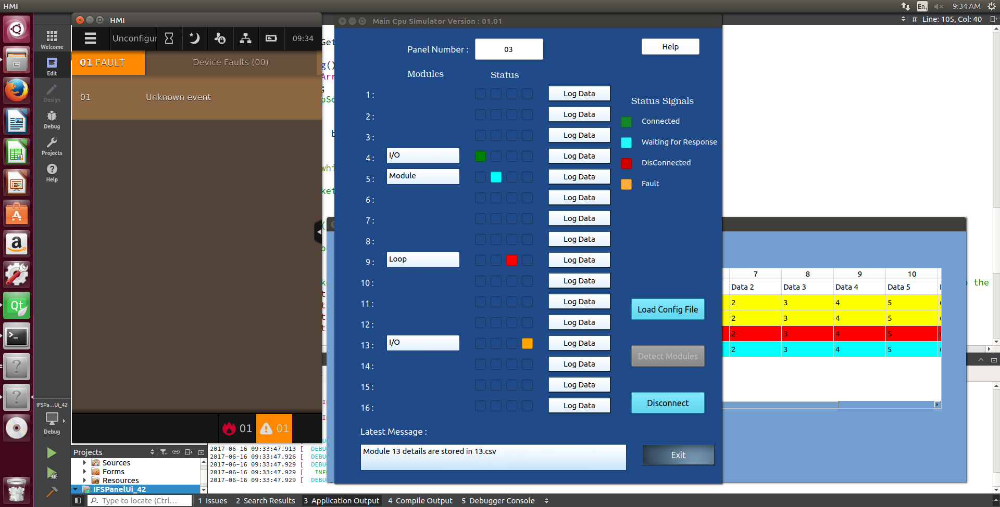 HMI
En1
9:34 AM
HMI
Main Cpu Simulator Version : 01.01
# Line: 105, Col: 40
Welcome
Edit
Design
Debug
Projects
Help
IFSPa...Ui_42
Debug
Unconfigur
09:34
01 FAULT
Device Faults (00)
01
Unknown event
01
01
Get
g()
Arr
;
pSc
b
whi
ket
(
o
k
t
t
t
t
the
Panel Number :
03
Help
Modules
Status
1 :
Log Data
2 :
Log Data
3 :
Log Data
4 :
I/O
Log Data
5 :
Module
Log Data
6 :
Log Data
7 :
Log Data
8 :
Log Data
9 :
Loop
Log Data
10 :
Log Data
11 :
Log Data
12 :
Log Data
13 :
I/O
Log Data
14 :
Log Data
15 :
Log Data
16 :
Log Data
Status Signals
Connected
Waiting for Response
DisConnected
Fault
Load Config File
Detect Modules
Disconnect
Latest Message :
Module 13 details are stored in 13.csv
Exit
7 8 9 10
Data 2 Data 3 Data 4 Data 5
2 3 4 5
2 3 4 5
2 3 4 5
2 3 4 5
Projects
Sources
Forms
Resources
IFSPanelUi_42
2017-06-16 09:33:47.913 [ DEBU
2017-06-16 09:33:47.926 [ DEBU
2017-06-16 09:33:47.929 [ DEBU
2017-06-16 09:33:47.929 [ INFO
2017-06-16 09:33:47.929 [ DEBU
Type to locate (Ctrl...
1 Issues
2 Search Results
3 Application Output
4 Compile Output
5 Debugger Console